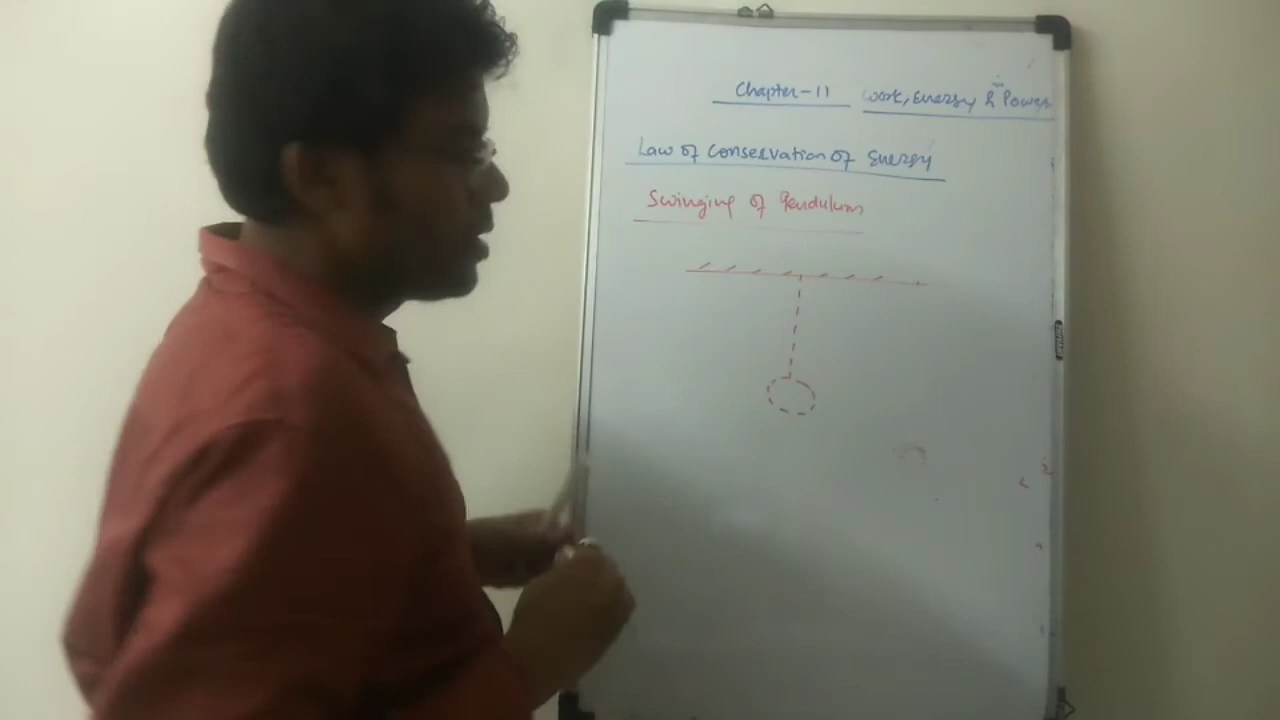 Chapter-11 Work, Energy & Power
Law of Conservation of Energy
Swinging of Pendulum